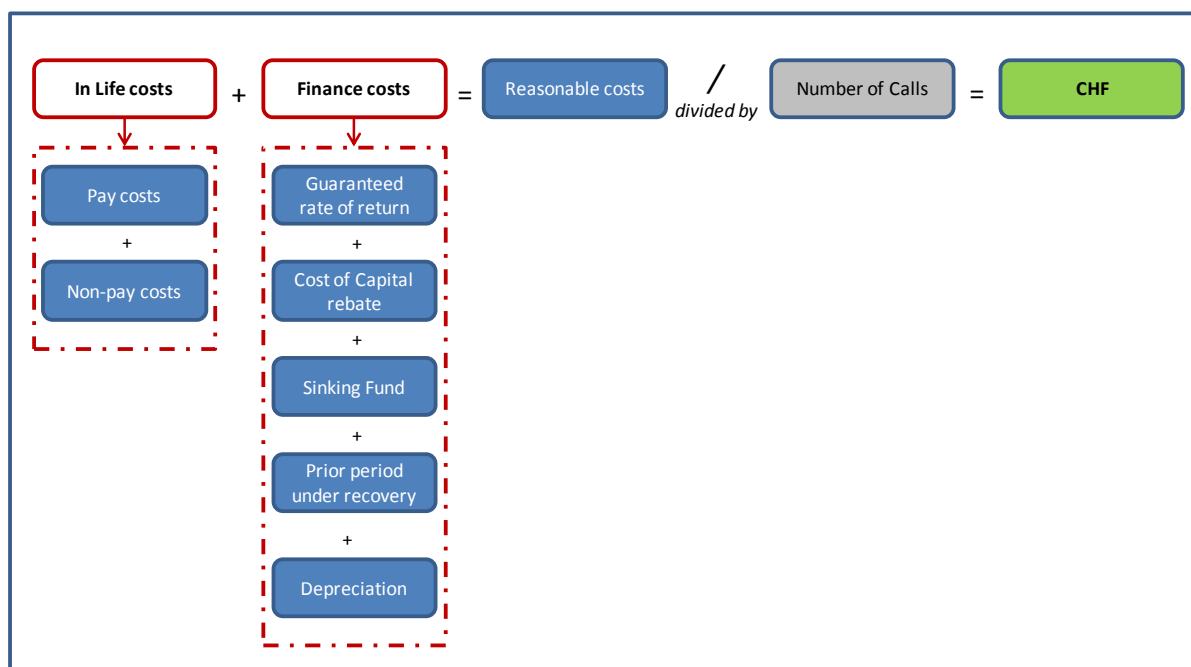 In Life costs + Finance costs = Reasonable costs / divided by Number of Calls = CHF
Pay costs
+
Non-pay costs
Guaranteed
rate of return
+
Cost of Capital
rebate
+
Sinking Fund
+
Prior period
under recovery
+
Depreciation